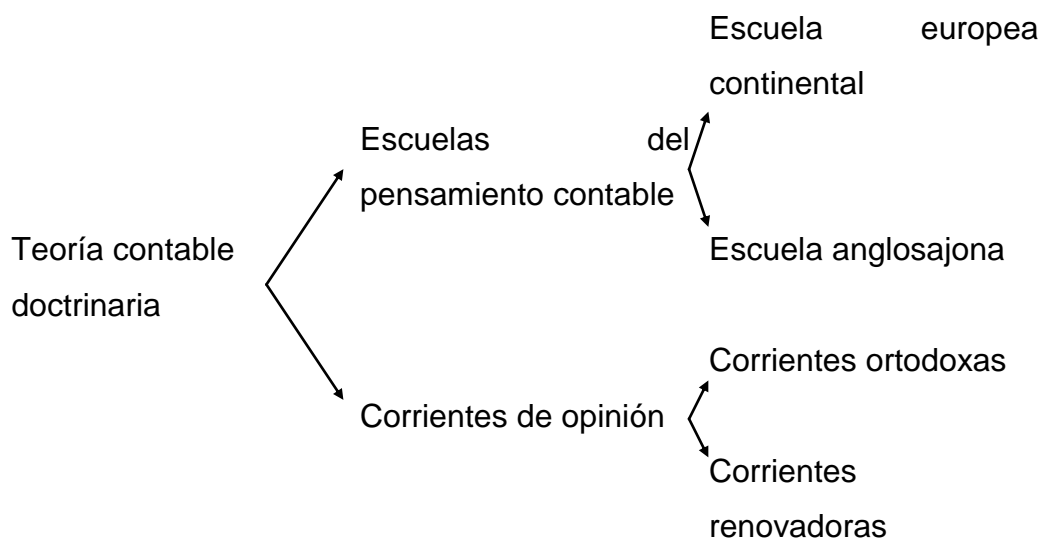 Escuela europea
continental
Escuelas del
pensamiento contable
Teoría contable
doctrinaria
Escuela anglosajona
Corrientes ortodoxas
Corrientes de opinión
Corrientes
renovadoras